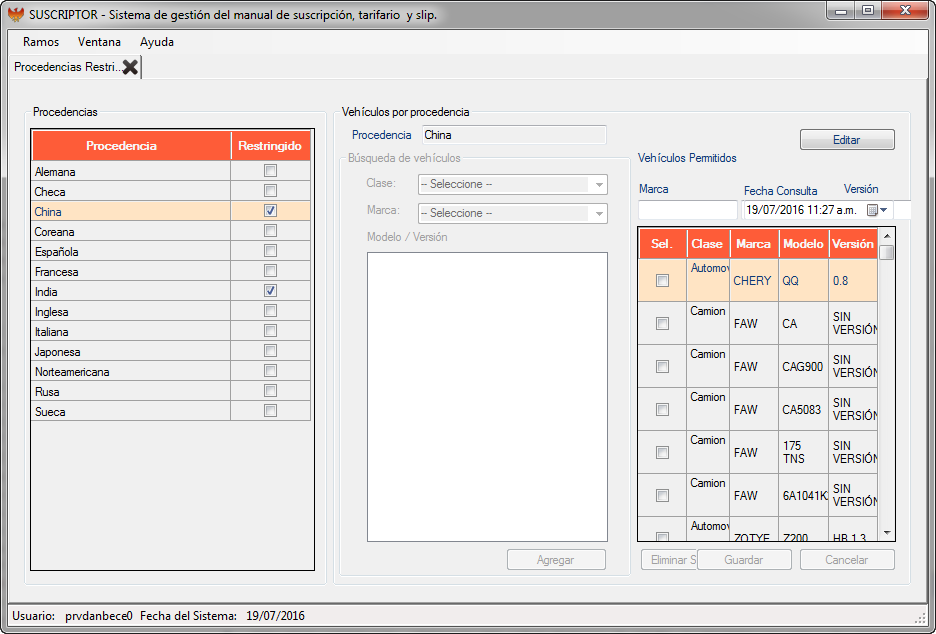 SUSCRIPTOR - Sistema de gestión del manual de suscripción, tarifario y slip.
Ramos Ventana Ayuda
Procedencias Restri...
Procedencias
Procedencia Restringido
Alemana
Checa
China
Coreana
Española
Francesa
India
Inglesa
Italiana
Japonesa
Norteamericana
Rusa
Sueca
Vehículos por procedencia
Procedencia China
Búsqueda de vehículos
Clase: -- Seleccione --
Marca: -- Seleccione --
Modelo / Versión
Agregar
Editar
Vehículos Permitidos
Marca Fecha Consulta Versión
19/07/2016 11:27 a.m.
Sel. Clase Marca Modelo Versión
Automov CHERY QQ 0.8
Camion FAW CA SIN VERSIÓN
Camion FAW CAG900 SIN VERSIÓN
Camion FAW CA5083 SIN VERSIÓN
Camion FAW 175 TNS SIN VERSIÓN
Camion FAW 6A1041K SIN VERSIÓN
Automov ZOTYE Z200 HB 1.3
Eliminar S Guardar Cancelar
Usuario: prvdanbece0 Fecha del Sistema: 19/07/2016